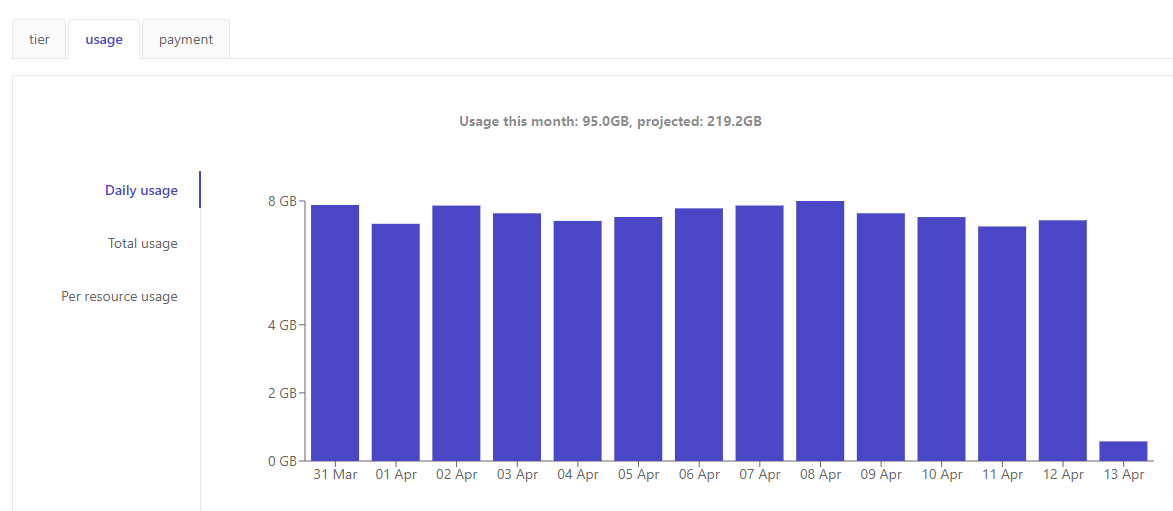 tier
usage
payment
Usage this month: 95.0GB, projected: 219.2GB
Daily usage
Total usage
Per resource usage
8 GB
4 GB
2 GB
0 GB
31 Mar 01 Apr 02 Apr 03 Apr 04 Apr 05 Apr 06 Apr 07 Apr 08 Apr 09 Apr 10 Apr 11 Apr 12 Apr 13 Apr